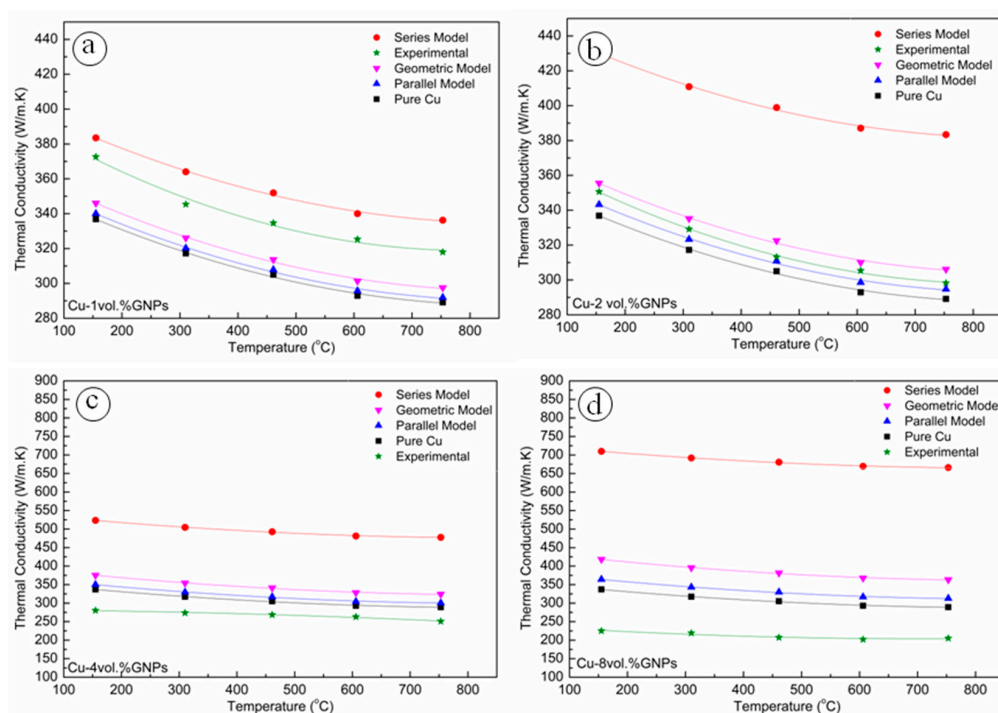 a
Series Model
Experimental
Geometric Model
Parallel Model
Pure Cu
Thermal Conductivity (W/m.K)
440
420
400
380
360
340
320
300
280
Cu-1vol.%GNPs
100 200 300 400 500 600 700 800
Temperature (°C)
b
Series Model
Experimental
Geometric Model
Parallel Model
Pure Cu
Thermal Conductivity (W/m.K)
440
420
400
380
360
340
320
300
280
Cu-2 vol.%GNPs
100 200 300 400 500 600 700 800
Temperature (°C)
c
Series Model
Geometric Model
Parallel Model
Pure Cu
Experimental
Thermal Conductivity (W/m.K)
900
850
800
750
700
650
600
550
500
450
400
350
300
250
200
150
100
Cu-4vol.%GNPs
100 200 300 400 500 600 700 800
Temperature (°C)
d
Series Model
Geometric Model
Parallel Model
Pure Cu
Experimental
Thermal Conductivity (W/m.K)
900
850
800
750
700
650
600
550
500
450
400
350
300
250
200
150
100
Cu-8vol.%GNPs
100 200 300 400 500 600 700 800
Temperature (°C)